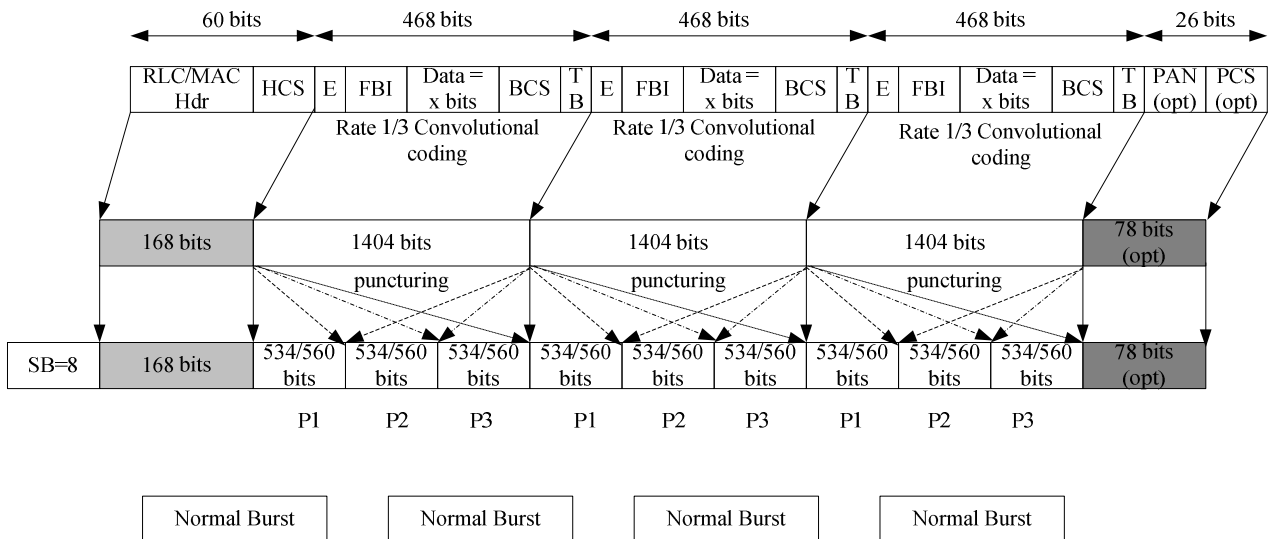 60 bits
468 bits
468 bits
468 bits
26 bits
RLC/MAC
Hdr
HCS
E
FBI
Data =
x bits
BCS
T
B
E
FBI
Data =
x bits
BCS
T
B
E
FBI
Data =
x bits
BCS
T
B
PAN
(opt)
PCS
(opt)
Rate 1/3 Convolutional
coding
Rate 1/3 Convolutional
coding
Rate 1/3 Convolutional
coding
168 bits
1404 bits
1404 bits
1404 bits
78 bits
(opt)
puncturing
puncturing
puncturing
SB=8
168 bits
534/560
bits
534/560
bits
534/560
bits
534/560
bits
534/560
bits
534/560
bits
534/560
bits
534/560
bits
534/560
bits
78 bits
(opt)
P1
P2
P3
P1
P2
P3
P1
P2
P3
Normal Burst
Normal Burst
Normal Burst
Normal Burst